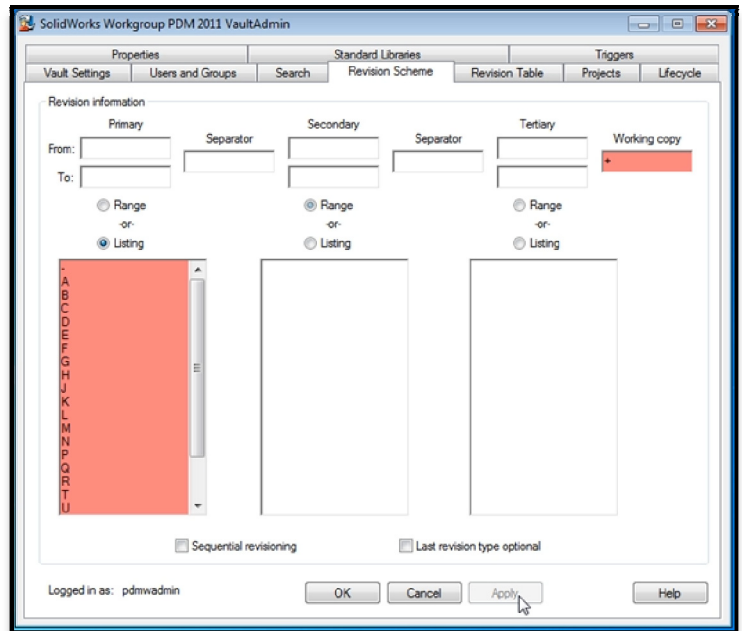 SolidWorks Workgroup PDM 2011 VaultAdmin
Properties Standard Libraries Triggers
Vault Settings Users and Groups Search Revision Scheme Revision Table Projects Lifecycle
Revision information
Primary Separator Secondary Separator Tertiary Working copy
From:
+
To:
Range Range Range
-or- -or- -or-
Listing Listing Listing
-
A
B
C
D
E
F
G
H
J
K
L
M
N
P
Q
R
T
U
Sequential revisioning Last revision type optional
Logged in as: pdmwadmin OK Cancel Apply Help